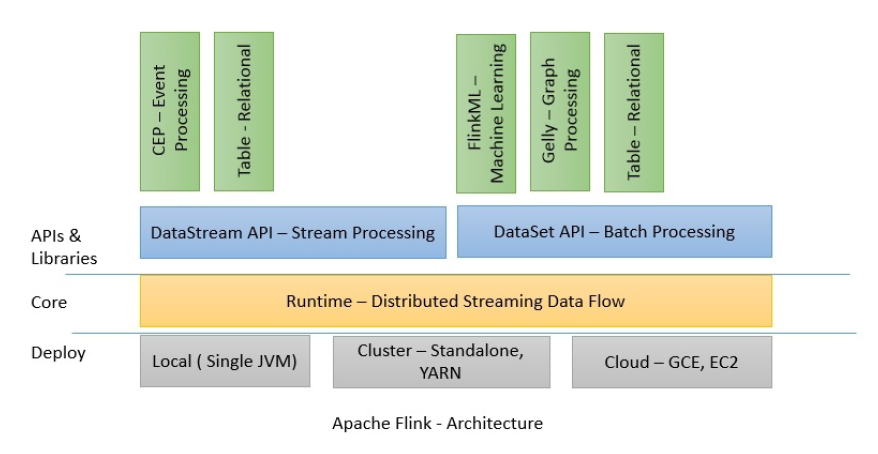 CEP – Event
Processing
Table - Relational
FlinkML –
Machine Learning
Gelly – Graph
Processing
Table – Relational
APIs &
Libraries
DataStream API – Stream Processing
DataSet API – Batch Processing
Core
Runtime – Distributed Streaming Data Flow
Deploy
Local ( Single JVM)
Cluster – Standalone,
YARN
Cloud – GCE, EC2
Apache Flink - Architecture